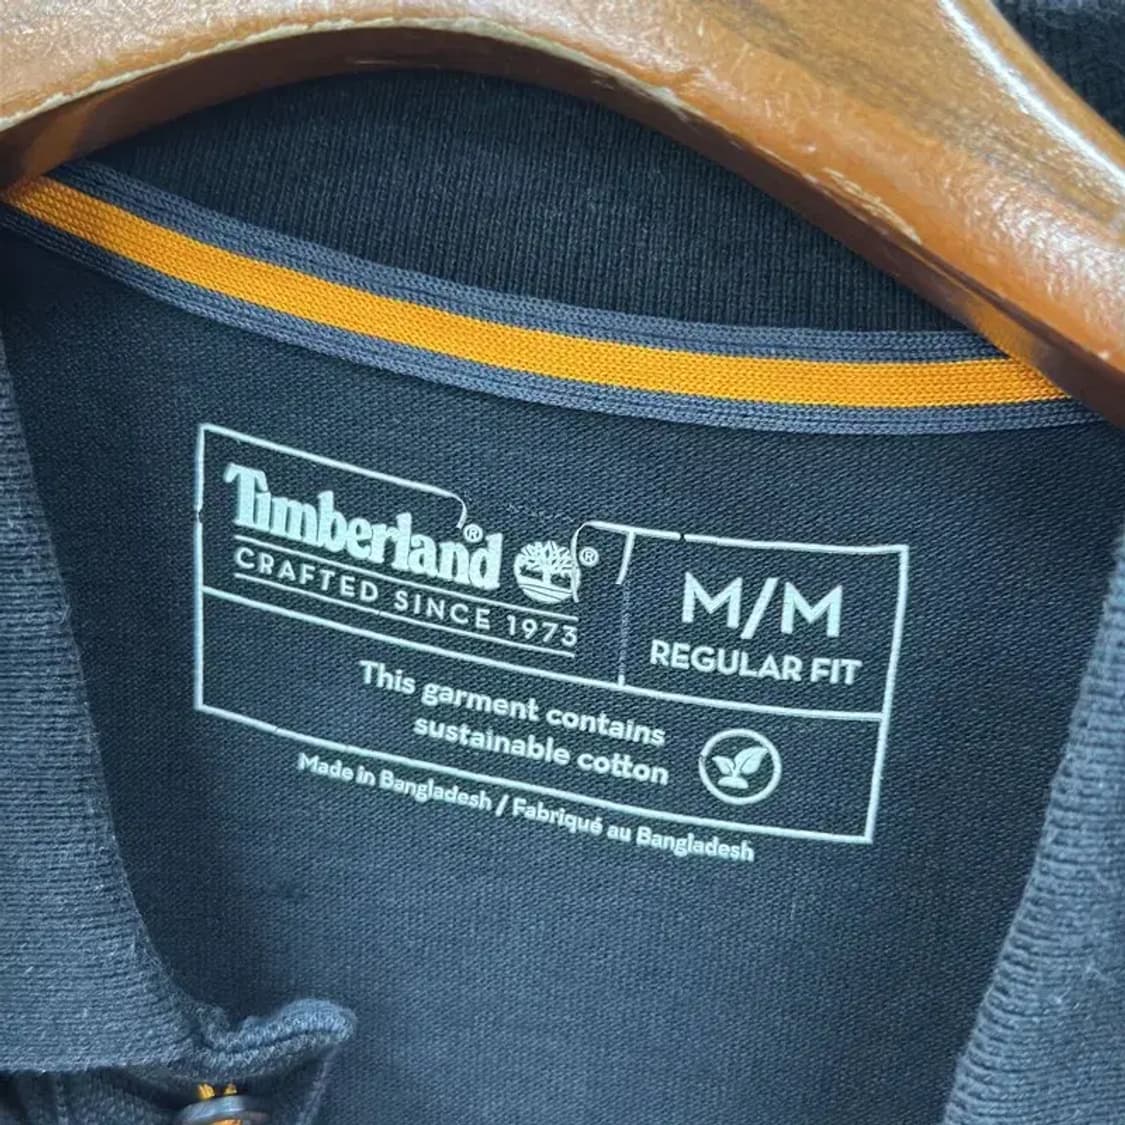 Timberland® ®
CRAFTED SINCE 1973
M/M
REGULAR FIT
This garment contains
sustainable cotton
Made in Bangladesh / Fabriqué au Bangladesh